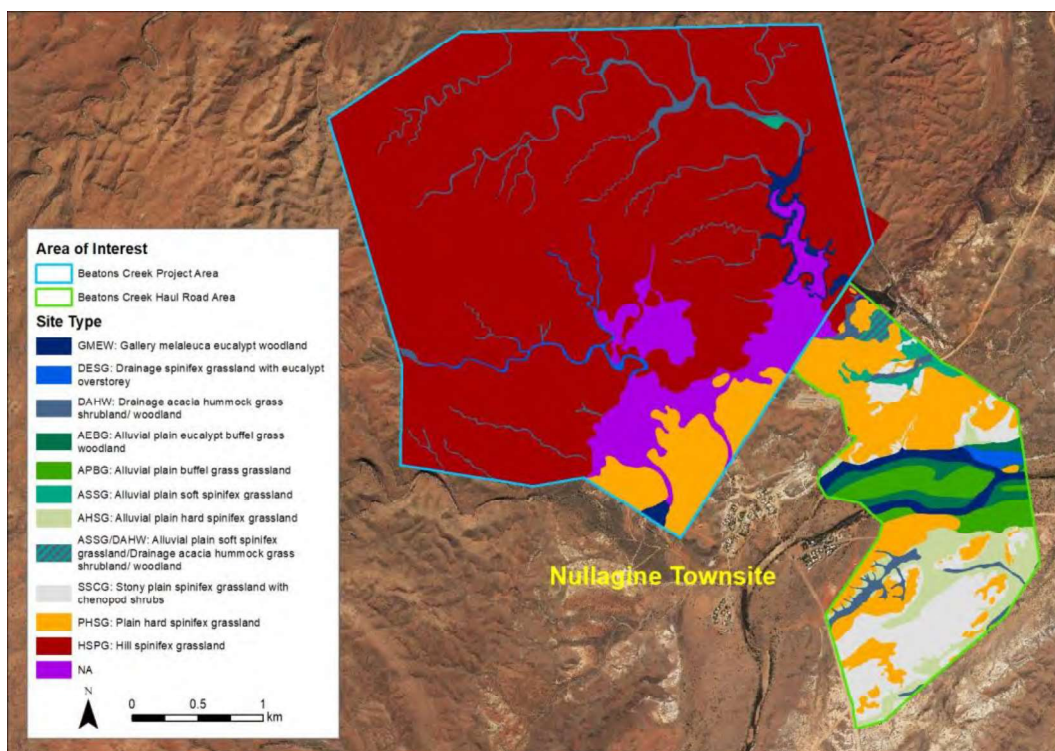 Area of Interest
Beatons Creek Project Area
Beatons Creek Haul Road Area
Site Type
GMEW: Gallery melaleuca eucalypt woodland
DESG: Drainage spinifex grassland with eucalypt
overstorey
DAHW: Drainage acacia hummock grass
shrubland/ woodland
AEBG: Alluvial plain eucalypt buffel grass
woodland
APBG: Alluvial plain buffel grass grassland
ASSG: Alluvial plain soft spinifex grassland
AHSG: Alluvial plain hard spinifex grassland
ASSG/DAHW: Alluvial plain soft spinifex
grassland/Drainage acacia hummock grass
shrubland/ woodland
SSCG: Stony plain spinifex grassland with
chenopod shrubs
PHSG: Plain hard spinifex grassland
HSPG: Hill spinifex grassland
NA
N
0 0.5 1
km
Nullagine Townsite